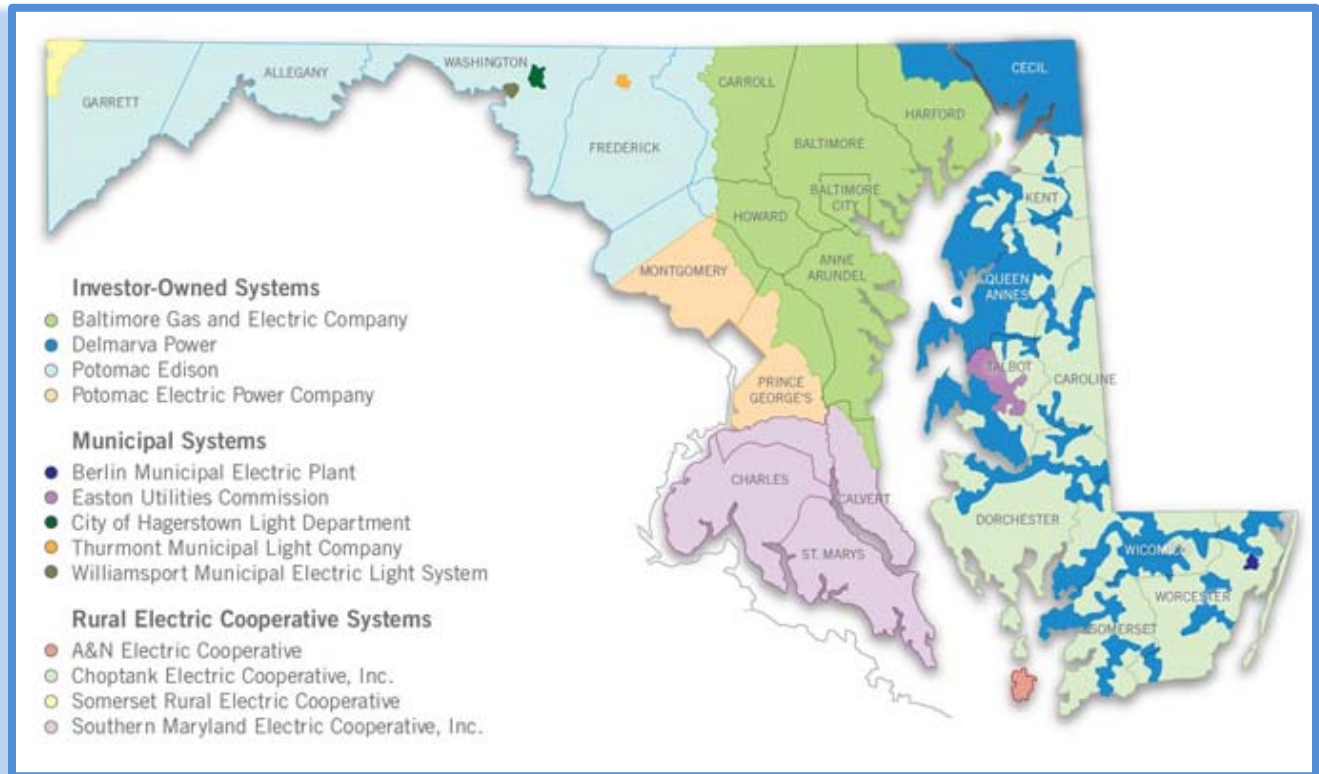 WASHINGTON
ALLEGANY
GARRETT
FREDERICK
CARROLL
CECIL
HARFORD
BALTIMORE
BALTIMORE
CITY
KENT
HOWARD
ANNE
ARUNDEL
MONTGOMERY
QUEEN
ANNES
TALBOT
CAROLINE
PRINCE
GEORGE'S
CHARLES
CALVERT
ST. MARYS
DORCHESTER
WICOMICO
WORCESTER
SOMERSET
Investor-Owned Systems
Baltimore Gas and Electric Company
Delmarva Power
Potomac Edison
Potomac Electric Power Company
Municipal Systems
Berlin Municipal Electric Plant
Easton Utilities Commission
City of Hagerstown Light Department
Thurmont Municipal Light Company
Williamsport Municipal Electric Light System
Rural Electric Cooperative Systems
A&N Electric Cooperative
Choptank Electric Cooperative, Inc.
Somerset Rural Electric Cooperative
Southern Maryland Electric Cooperative, Inc.